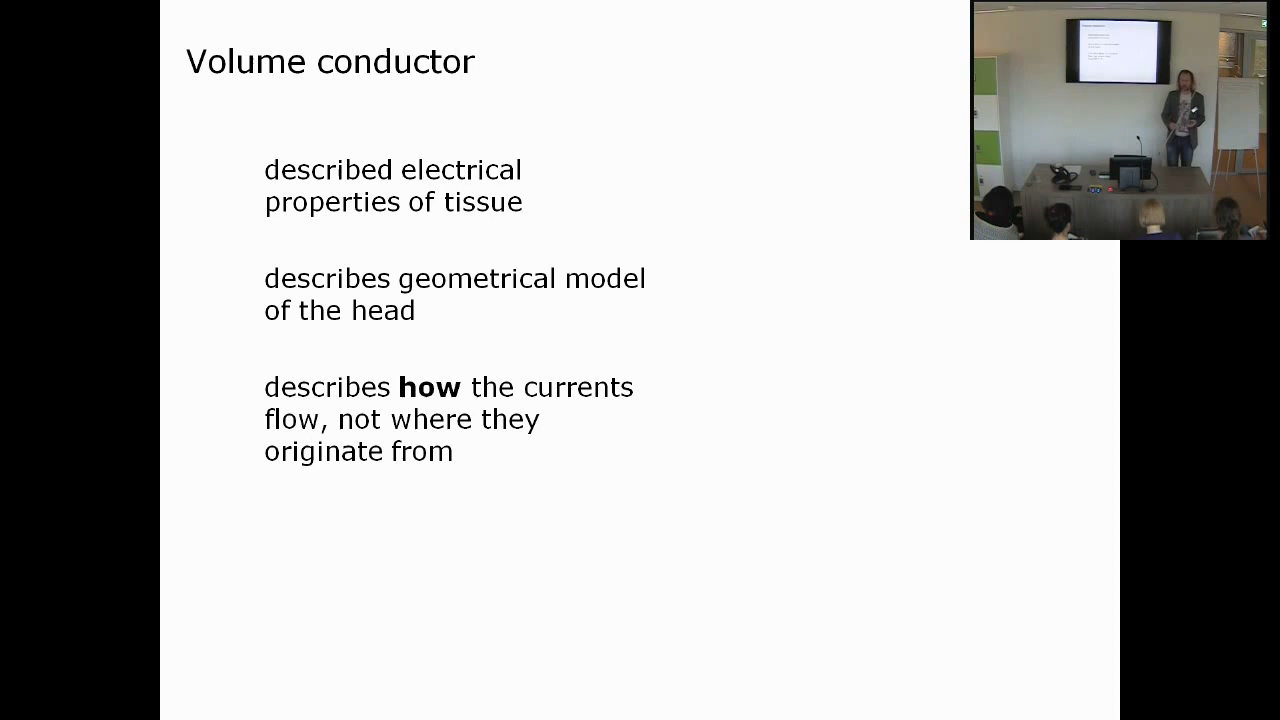 Volume conductor
described electrical
properties of tissue
describes geometrical model
of the head
describes how the currents
flow, not where they
originate from